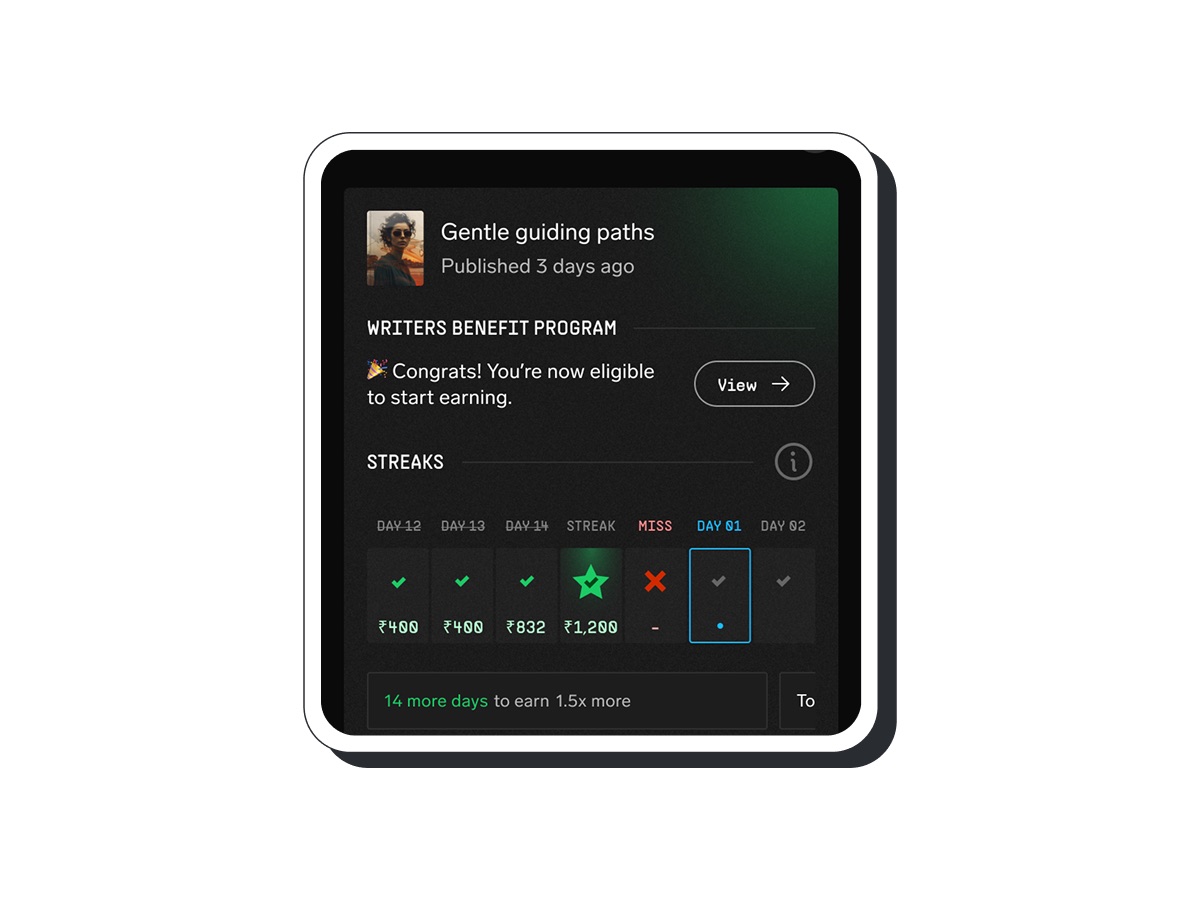 Gentle guiding paths
Published 3 days ago
WRITERS BENEFIT PROGRAM
🎉 Congrats! You’re now eligible
to start earning.
View →
STREAKS
DAY 12 DAY 13 DAY 14 STREAK MISS DAY 01 DAY 02
₹400 ₹400 ₹832 ₹1,200 -
14 more days to earn 1.5x more
To